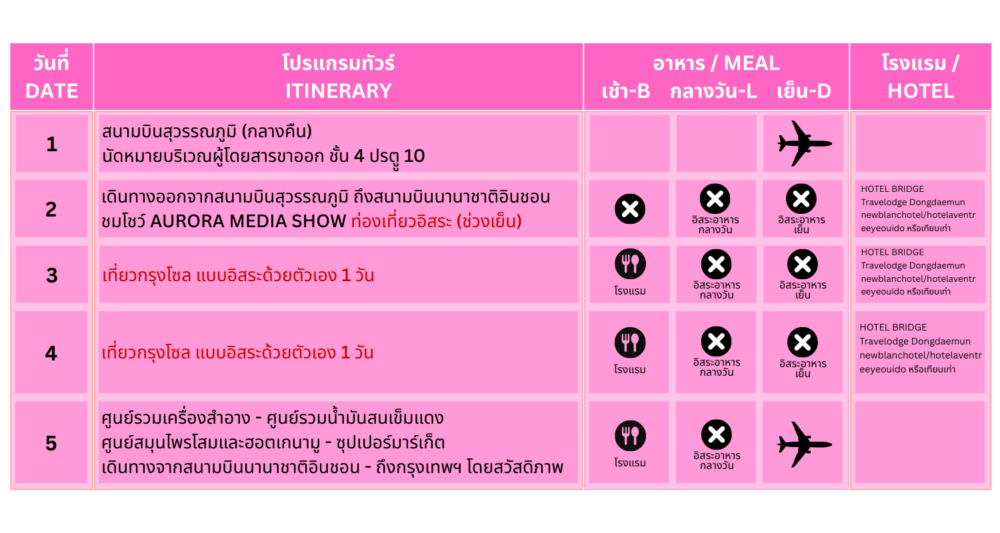 วันที่
DATE
โปรแกรมทัวร์
ITINERARY
อาหาร / MEAL
เช้า-B กลางวัน-L เย็น-D
โรงแรม /
HOTEL
1
สนามบินสุวรรณภูมิ (กลางคืน)
นัดหมายบริเวณผู้โดยสารขาออก ชั้น 4 ปรตู 10
2
เดินทางออกจากสนามบินสุวรรณภูมิ ถึงสนามบินนานาชาติอินชอน
ชมโชว์ AURORA MEDIA SHOW ท่องเที่ยวอิสระ (ช่วงเย็น)
อิสระอาหาร
กลางวัน
อิสระอาหาร
เย็น
HOTEL BRIDGE
Travelodge Dongdaemun
newblanchotel/hotelaventr
eeyeouido หรือเทียบเท่า
3
เที่ยวกรุงโซล แบบอิสระด้วยตัวเอง 1 วัน
โรงแรม
อิสระอาหาร
กลางวัน
อิสระอาหาร
เย็น
HOTEL BRIDGE
Travelodge Dongdaemun
newblanchotel/hotelaventr
eeyeouido หรือเทียบเท่า
4
เที่ยวกรุงโซล แบบอิสระด้วยตัวเอง 1 วัน
โรงแรม
อิสระอาหาร
กลางวัน
อิสระอาหาร
เย็น
HOTEL BRIDGE
Travelodge Dongdaemun
newblanchotel/hotelaventr
eeyeouido หรือเทียบเท่า
5
ศูนย์รวมเครื่องสำอาง - ศูนย์รวมน้ำมันสนเข็มแดง
ศูนย์สมุนไพรโสมและฮอตเกนามู - ซุปเปอร์มาร์เก็ต
เดินทางจากสนามบินนานาชาติอินชอน - ถึงกรุงเทพฯ โดยสวัสดิภาพ
โรงแรม
อิสระอาหาร
กลางวัน